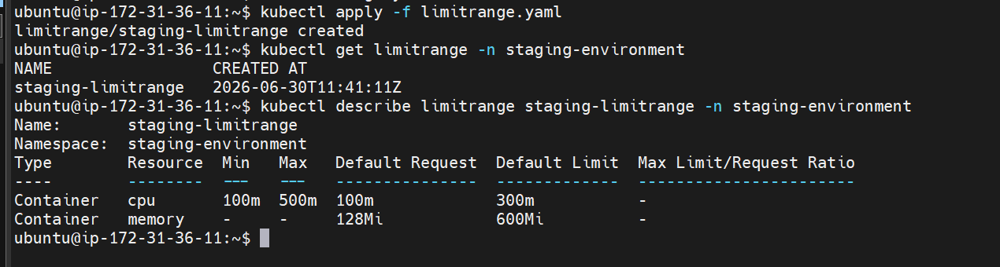 ubuntu@ip-172-31-36-11:~$ kubectl apply -f limitrange.yaml
limitrange/staging-limitrange created
ubuntu@ip-172-31-36-11:~$ kubectl get limitrange -n staging-environment
NAME                 CREATED AT
staging-limitrange   2026-06-30T11:41:11Z
ubuntu@ip-172-31-36-11:~$ kubectl describe limitrange staging-limitrange -n staging-environment
Name:       staging-limitrange
Namespace:  staging-environment
Type        Resource  Min   Max   Default Request  Default Limit  Max Limit/Request Ratio
----        --------  ---   ---   ---------------  -------------  -----------------------
Container   cpu       100m  500m  100m             300m           -
Container   memory    -     -     128Mi            600Mi          -
ubuntu@ip-172-31-36-11:~$